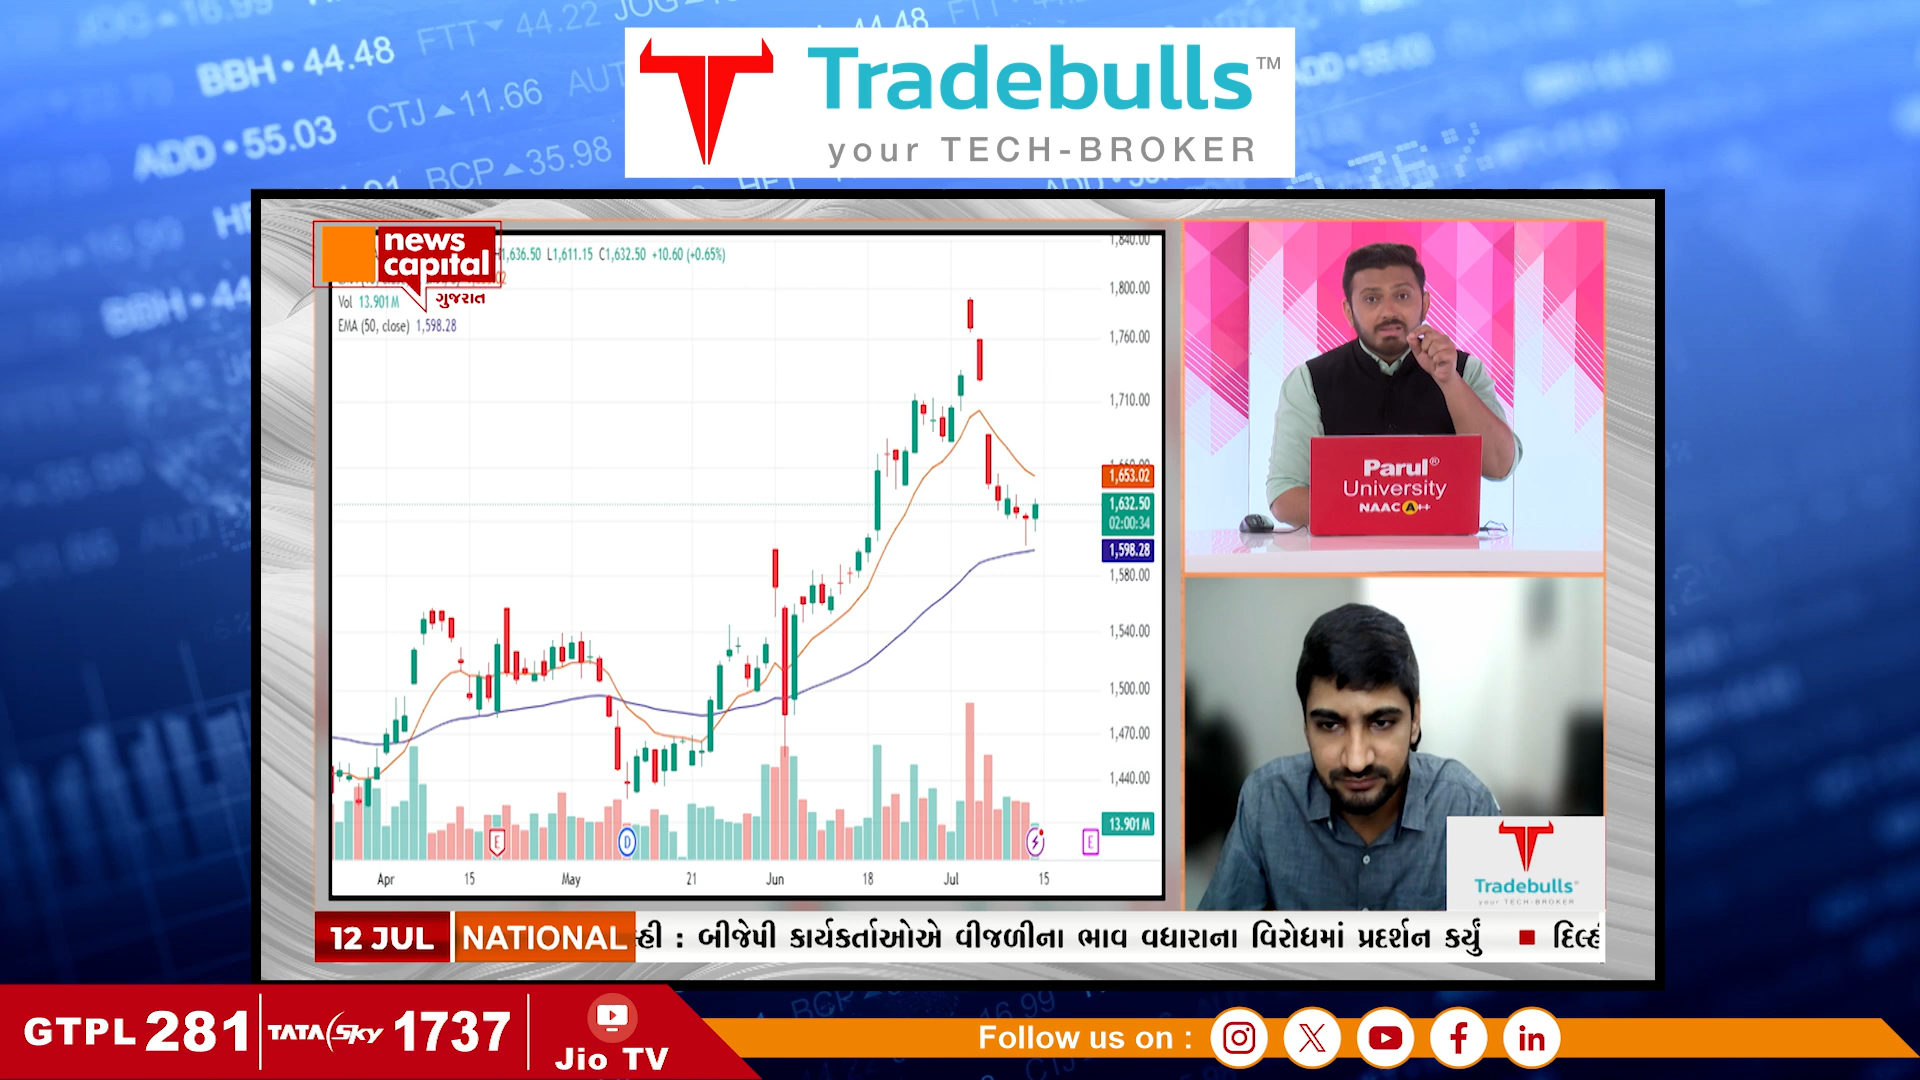 BBH • 44.48
FTT ▾ 44.22
CTJ ▴ 11.66
ADD • 55.03
BCP ▴ 35.98
Tradebulls™
your TECH-BROKER
news
capital
ગુજરાત
1,636.50 L1,611.15 C1,632.50 +10.60 (+0.65%)
Vol 13.901M
EMA (50, close) 1,598.28
1,840.00
1,800.00
1,760.00
1,710.00
1,653.02
1,632.50
02:00:34
1,598.28
1,580.00
1,540.00
1,500.00
1,470.00
1,440.00
13.901M
E
D
E
Apr 15 May 21 Jun 18 Jul 15
Parul®
University
NAAC A++
Tradebulls
your TECH-BROKER
12 JUL
NATIONAL
: બીજેપી કાર્યકર્તાઓએ વીજળીના ભાવ વધારાના વિરોધમાં પ્રદર્શન કર્યું
GTPL 281
TATA Sky 1737
Jio TV
Follow us on :